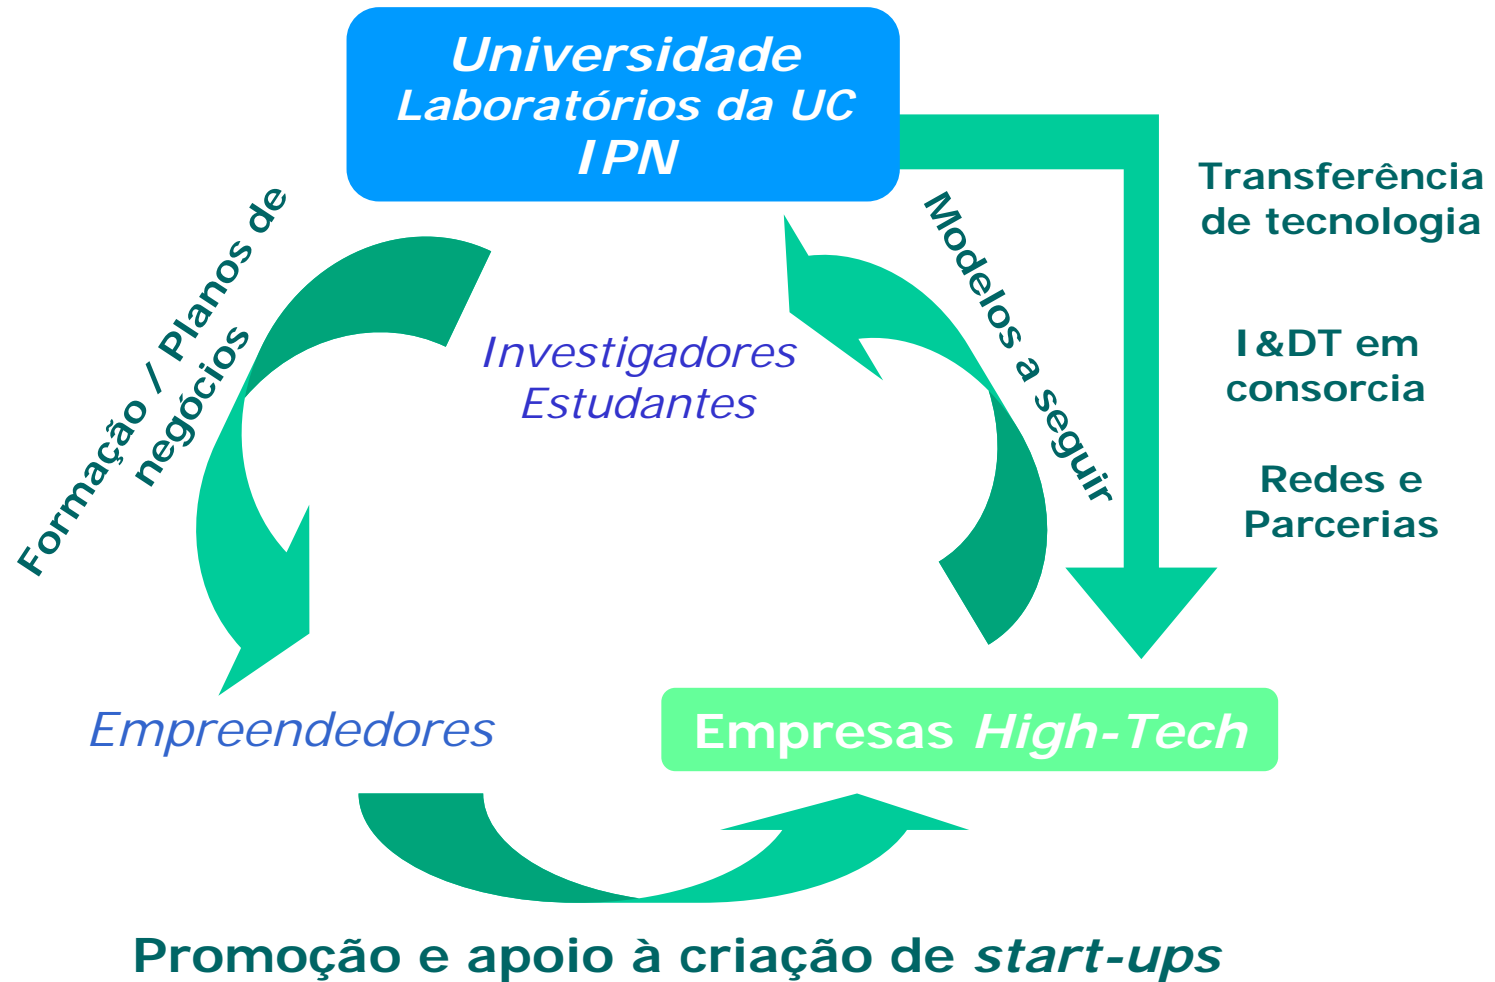 Universidade
Laboratórios da UC
IPN
Transferência
de tecnologia
Formação / Planos de
negócios
Modelos a seguir
Investigadores
Estudantes
I&DT em
consorcia
Redes e
Parcerias
Empreendedores
Empresas High-Tech
Promoção e apoio à criação de start-ups